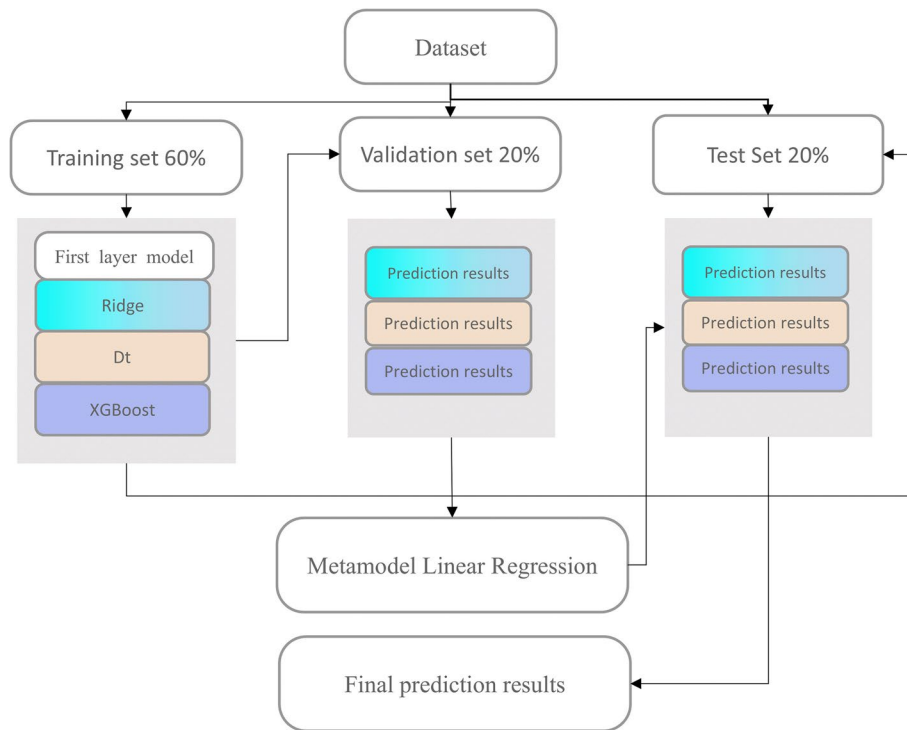 Dataset
Training set 60%
Validation set 20%
Test Set 20%
First layer model
Ridge
Dt
XGBoost
Prediction results
Prediction results
Prediction results
Prediction results
Prediction results
Prediction results
Metamodel Linear Regression
Final prediction results